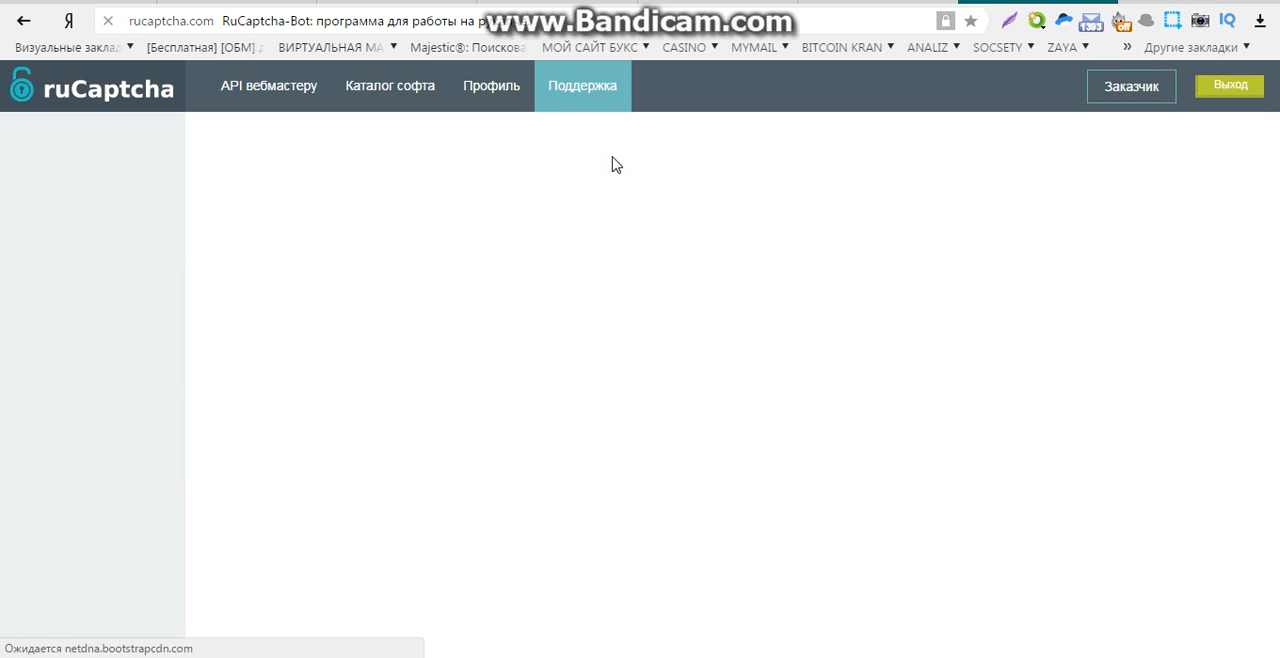 www.Bandicam.com
Я rucaptcha.com RuCaptcha-Bot: программа для работы на
Визуальные заклад [Бесплатная] [ОБМ] ВИРТУАЛЬНАЯ МА Majestic®: Поискова МОЙ САЙТ БУКС CASINO MYMAIL BITCOIN KRAN ANALIZ SOCSETY ZAYA » Другие закладки
ruCaptcha API вебмастеру Каталог софта Профиль Поддержка Заказчик Выход
Ожидается netdna.bootstrapcdn.com